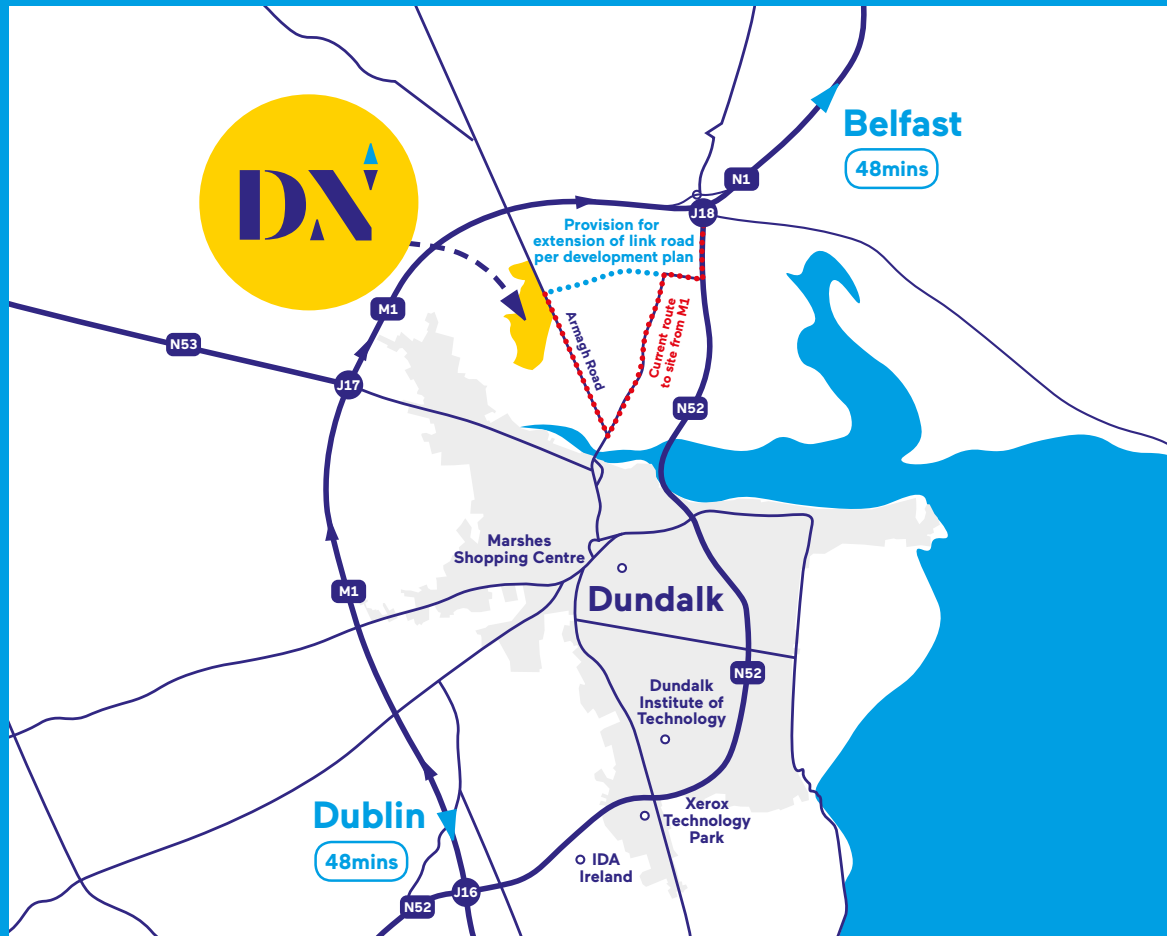 Belfast
48mins
N1
DN
J18
Provision for
extension of link road
per development plan
M1
N53
Armagh Road
Current route
to site from M1
J17
N52
Marshes
Shopping Centre
M1
Dundalk
N52
Dundalk
Institute of
Technology
Dublin
48mins
Xerox
Technology
Park
IDA
Ireland
J16
N52